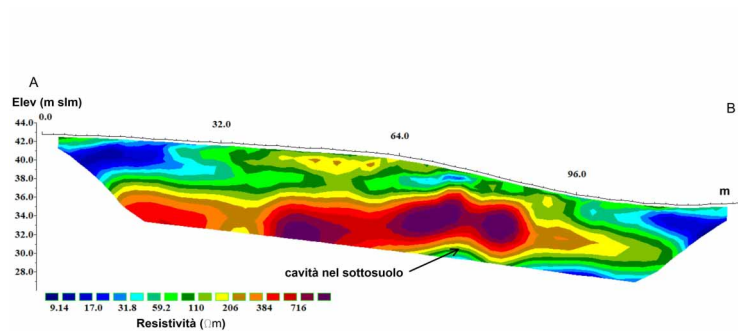 A
B
Elev (m slm)
0.0
32.0
64.0
96.0
m
44.0
42.0
40.0
38.0
36.0
34.0
32.0
30.0
28.0
cavità nel sottosuolo
9.14 17.0 31.8 59.2 110 206 384 716
Resistività (Ωm)